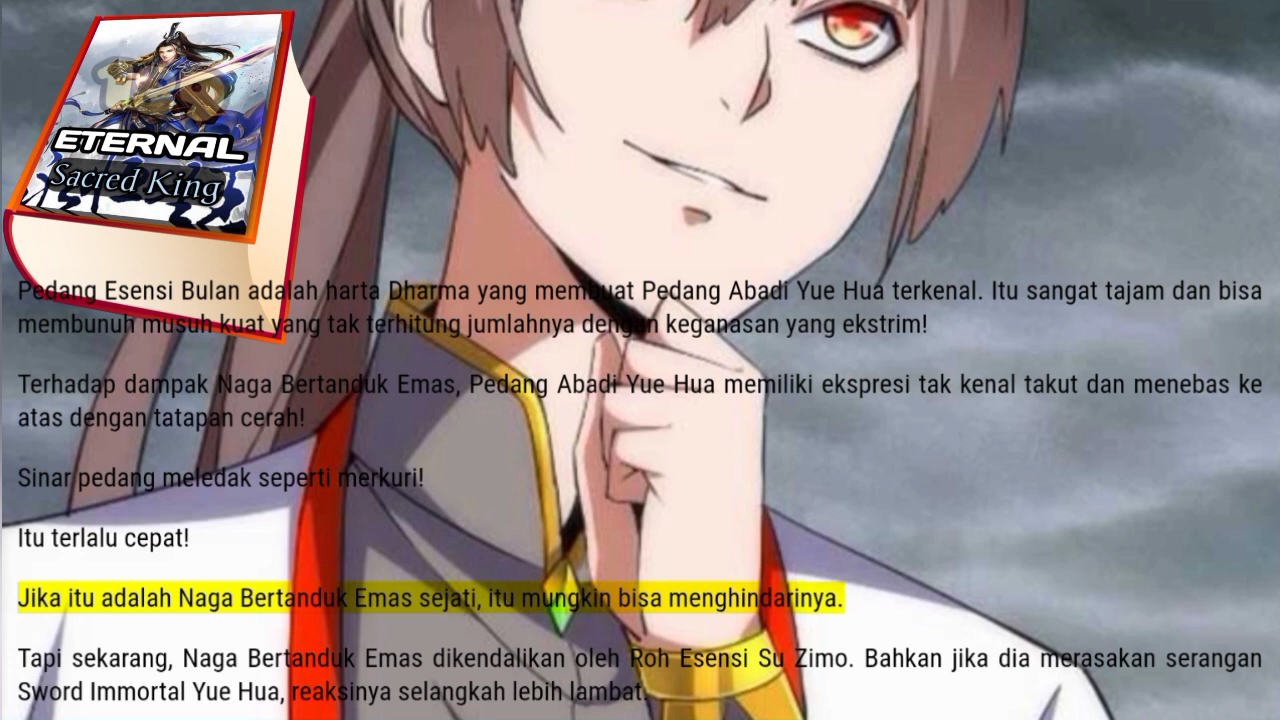 ETERNAL
Sacred King
Pedang Esensi Bulan adalah harta Dharma yang membuat Pedang Abadi Yue Hua terkenal. Itu sangat tajam dan bisa
membunuh musuh kuat yang tak terhitung jumlahnya dengan keganasan yang ekstrim!
Terhadap dampak Naga Bertanduk Emas, Pedang Abadi Yue Hua memiliki ekspresi tak kenal takut dan menebas ke
atas dengan tatapan cerah!
Sinar pedang meledak seperti merkuri!
Itu terlalu cepat!
Jika itu adalah Naga Bertanduk Emas sejati, itu mungkin bisa menghindarinya.
Tapi sekarang, Naga Bertanduk Emas dikendalikan oleh Roh Esensi Su Zimo. Bahkan jika dia merasakan serangan
Sword Immortal Yue Hua, reaksinya selangkah lebih lambat.